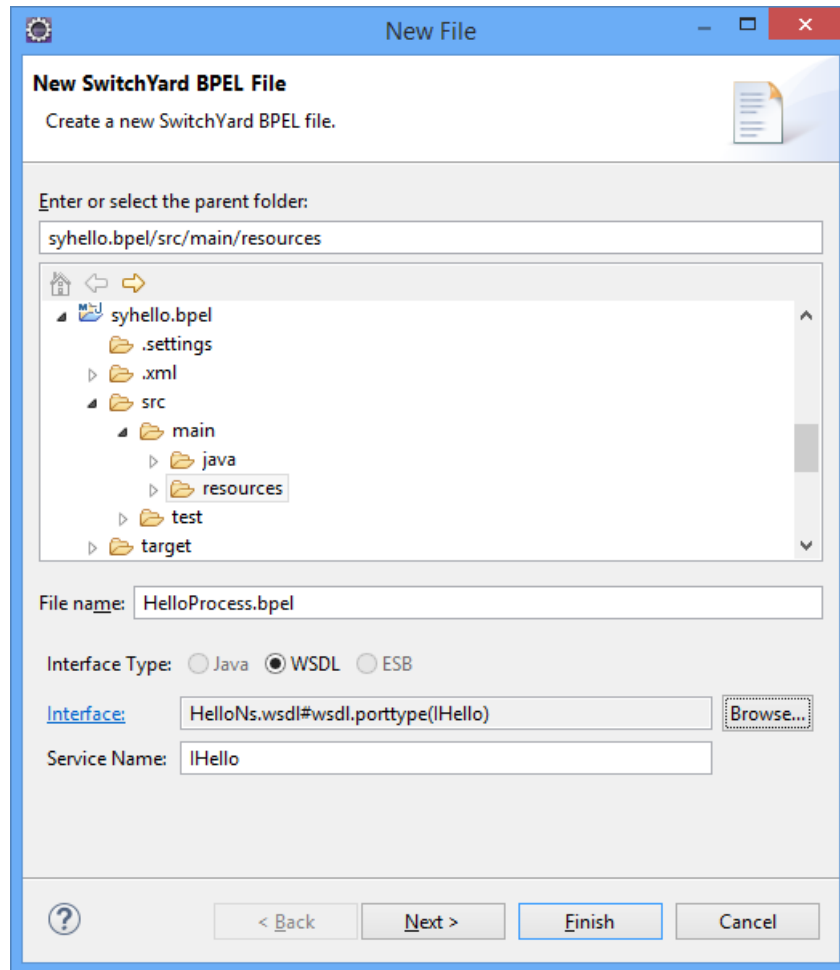 New File
New SwitchYard BPEL File
Create a new SwitchYard BPEL file.
Enter or select the parent folder:
syhello.bpel/src/main/resources
syhello.bpel
.settings
.xml
src
main
java
resources
test
target
File name: HelloProcess.bpel
Interface Type: Java WSDL ESB
Interface: HelloNs.wsdl#wsdl.porttype(IHello) Browse...
Service Name: IHello
< Back Next > Finish Cancel